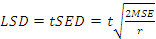 LSD = tSED = t√(2MSE/r)